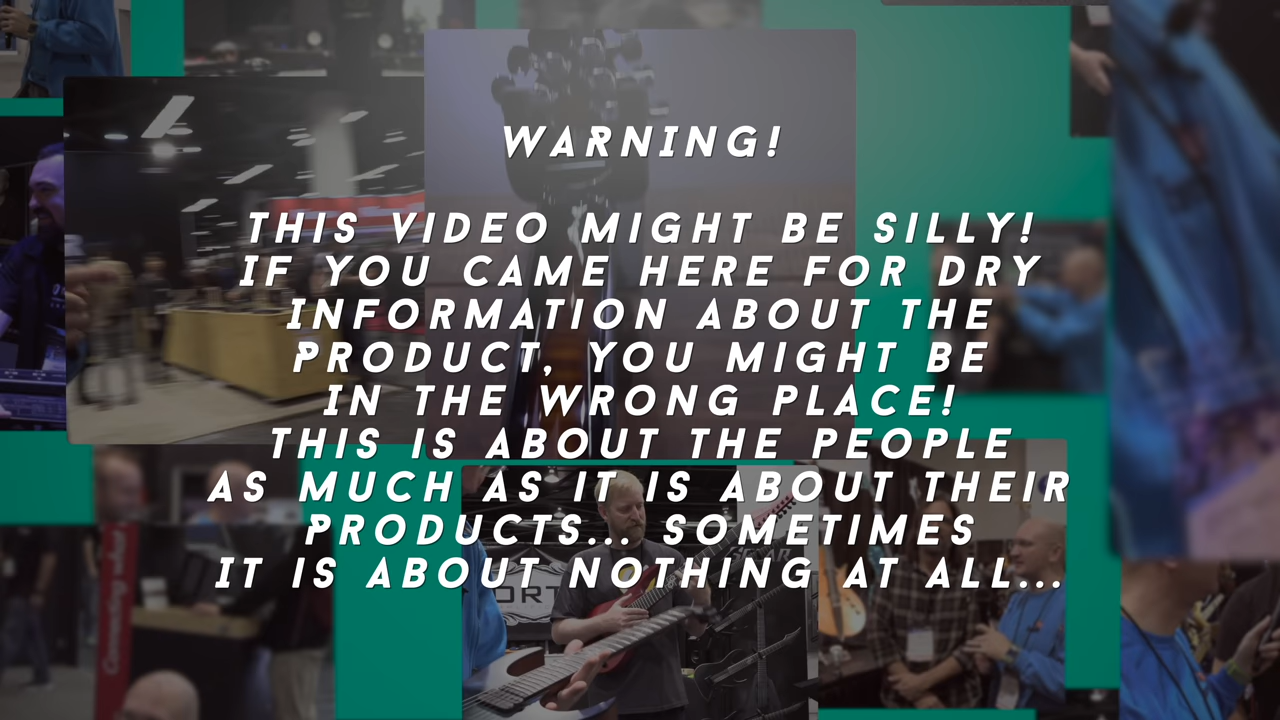 WARNING!
THIS VIDEO MIGHT BE SILLY!
IF YOU CAME HERE FOR DRY
INFORMATION ABOUT THE
PRODUCT, YOU MIGHT BE
IN THE WRONG PLACE!
THIS IS ABOUT THE PEOPLE
AS MUCH AS IT IS ABOUT THEIR
PRODUCTS... SOMETIMES
IT IS ABOUT NOTHING AT ALL...